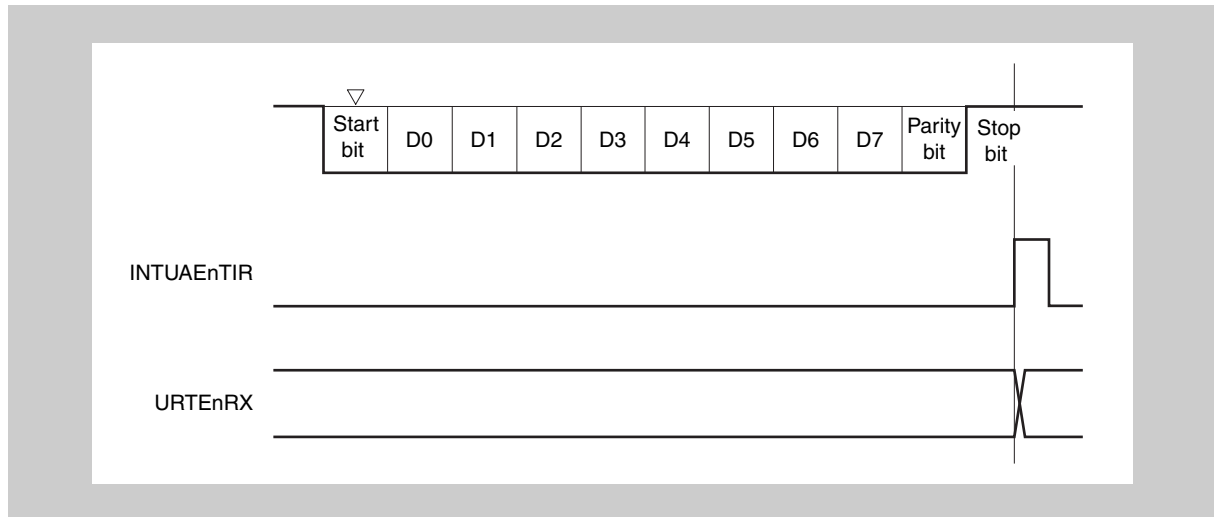 Start bit D0 D1 D2 D3 D4 D5 D6 D7 Parity bit Stop bit
INTUAEnTIR
URTEnRX